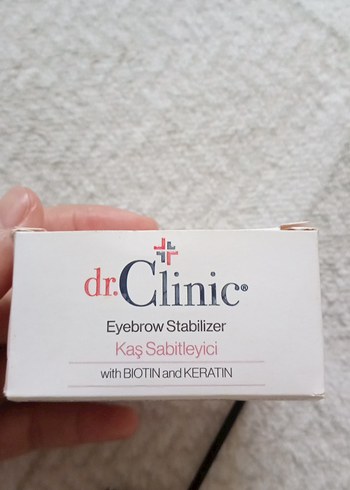 dr.Clinic®
Eyebrow Stabilizer
Kaş Sabitleyici
with BIOTIN and KERATIN